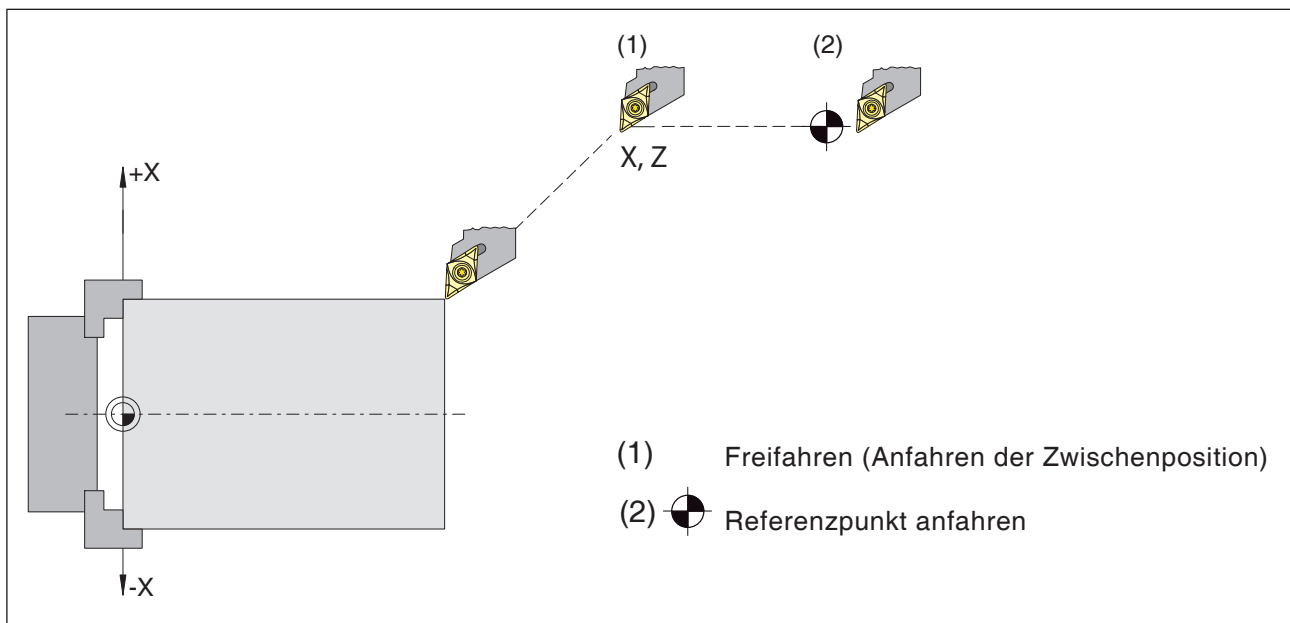 (1)
(2)
X, Z
+X
(1) Freifahren (Anfahren der Zwischenposition)
(2) Referenzpunkt anfahren
-X